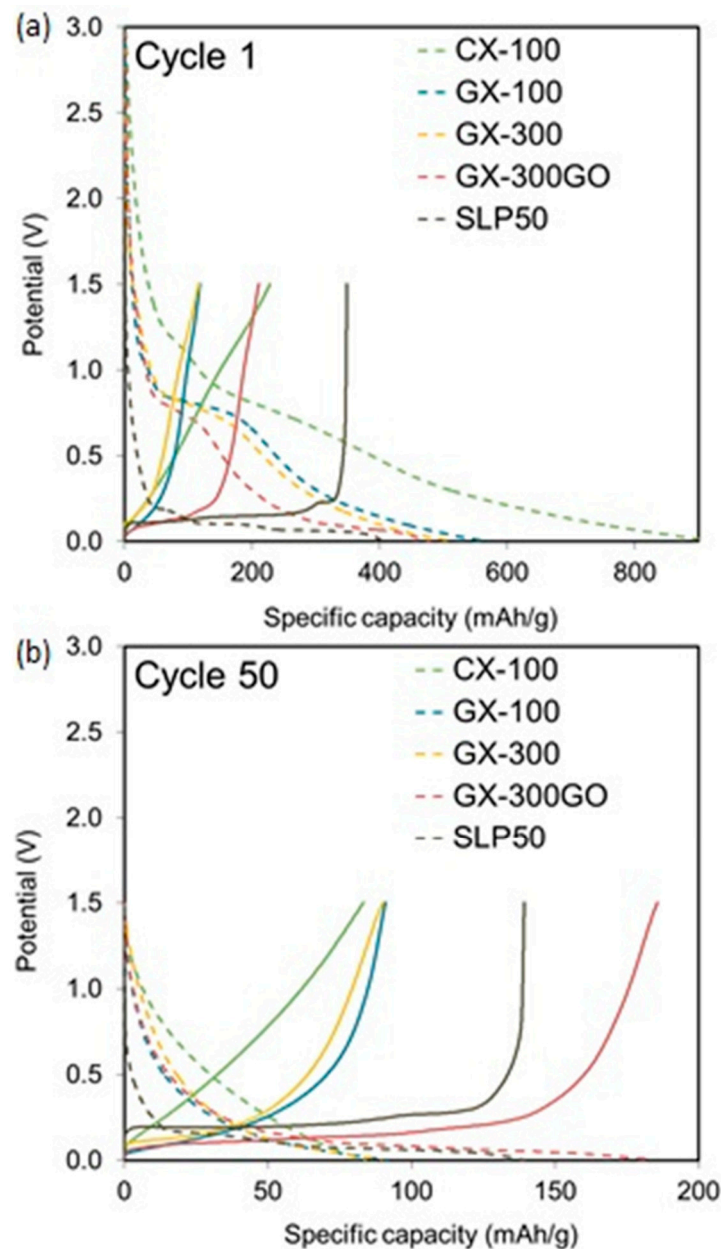 (a)
Cycle 1
CX-100
GX-100
GX-300
GX-300GO
SLP50
Potential (V)
3.0
2.5
2.0
1.5
1.0
0.5
0.0
0 200 400 600 800
Specific capacity (mAh/g)
(b)
Cycle 50
CX-100
GX-100
GX-300
GX-300GO
SLP50
Potential (V)
3.0
2.5
2.0
1.5
1.0
0.5
0.0
0 50 100 150 200
Specific capacity (mAh/g)